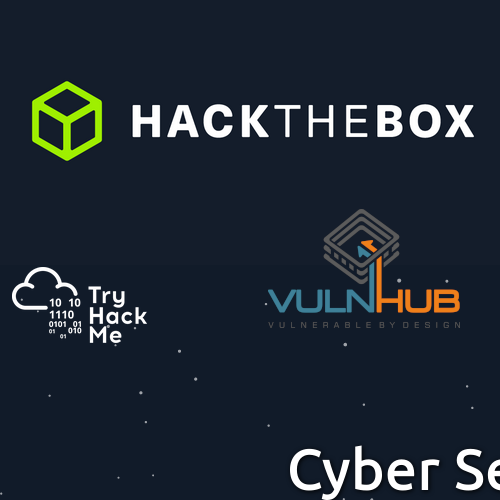 HACKTHEBOX
10 10
1110
0101 01
01 010
01
Try
Hack
Me
VULNHUB
VULNERABLE BY DESIGN
Cyber Se